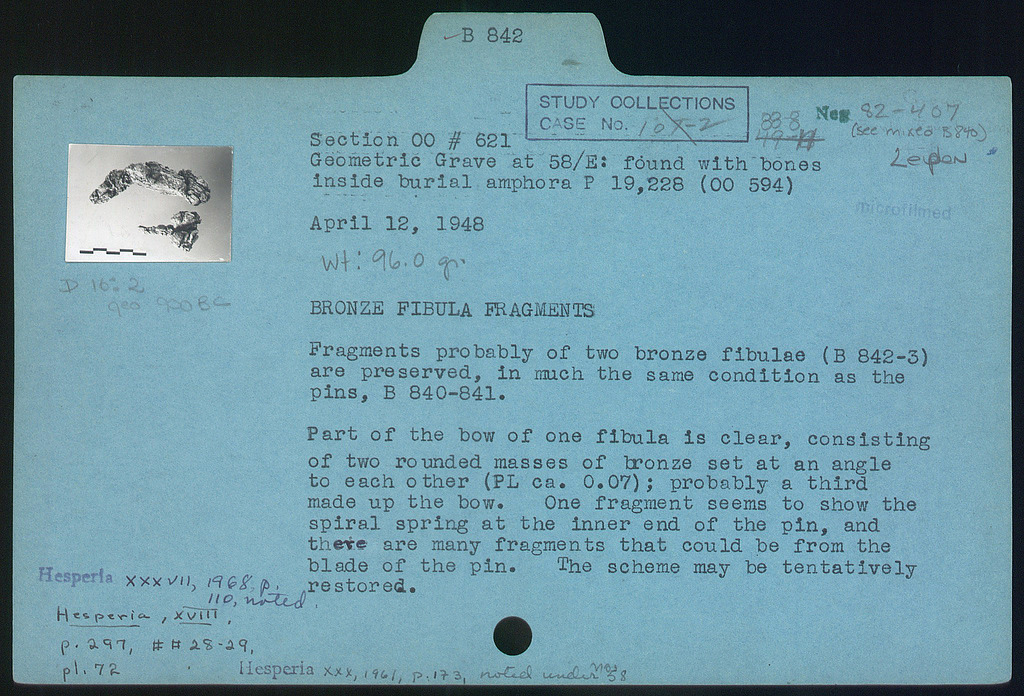 B 842
STUDY COLLECTIONS
CASE No. 10X-2
Neg 82-407
(see mixed B 840)
Leydon
microfilmed
Section OO # 621
Geometric Grave at 58/E: found with bones
inside burial amphora P 19,228 (OO 594)
April 12, 1948
Wt: 96.0 gr.
D 16:2
geo 900 BC
BRONZE FIBULA FRAGMENTS
Fragments probably of two bronze fibulae (B 842-3)
are preserved, in much the same condition as the
pins, B 840-841.
Part of the bow of one fibula is clear, consisting
of two rounded masses of bronze set at an angle
to each other (PL ca. 0.07); probably a third
made up the bow. One fragment seems to show the
spiral spring at the inner end of the pin, and
there are many fragments that could be from the
blade of the pin. The scheme may be tentatively
restored.
Hesperia XXXVII, 1968 p.
110, noted.
Hesperia, XVIII,
p. 297, ## 28-29,
pl. 72
Hesperia XXX, 1961, p. 173, noted under nos 58